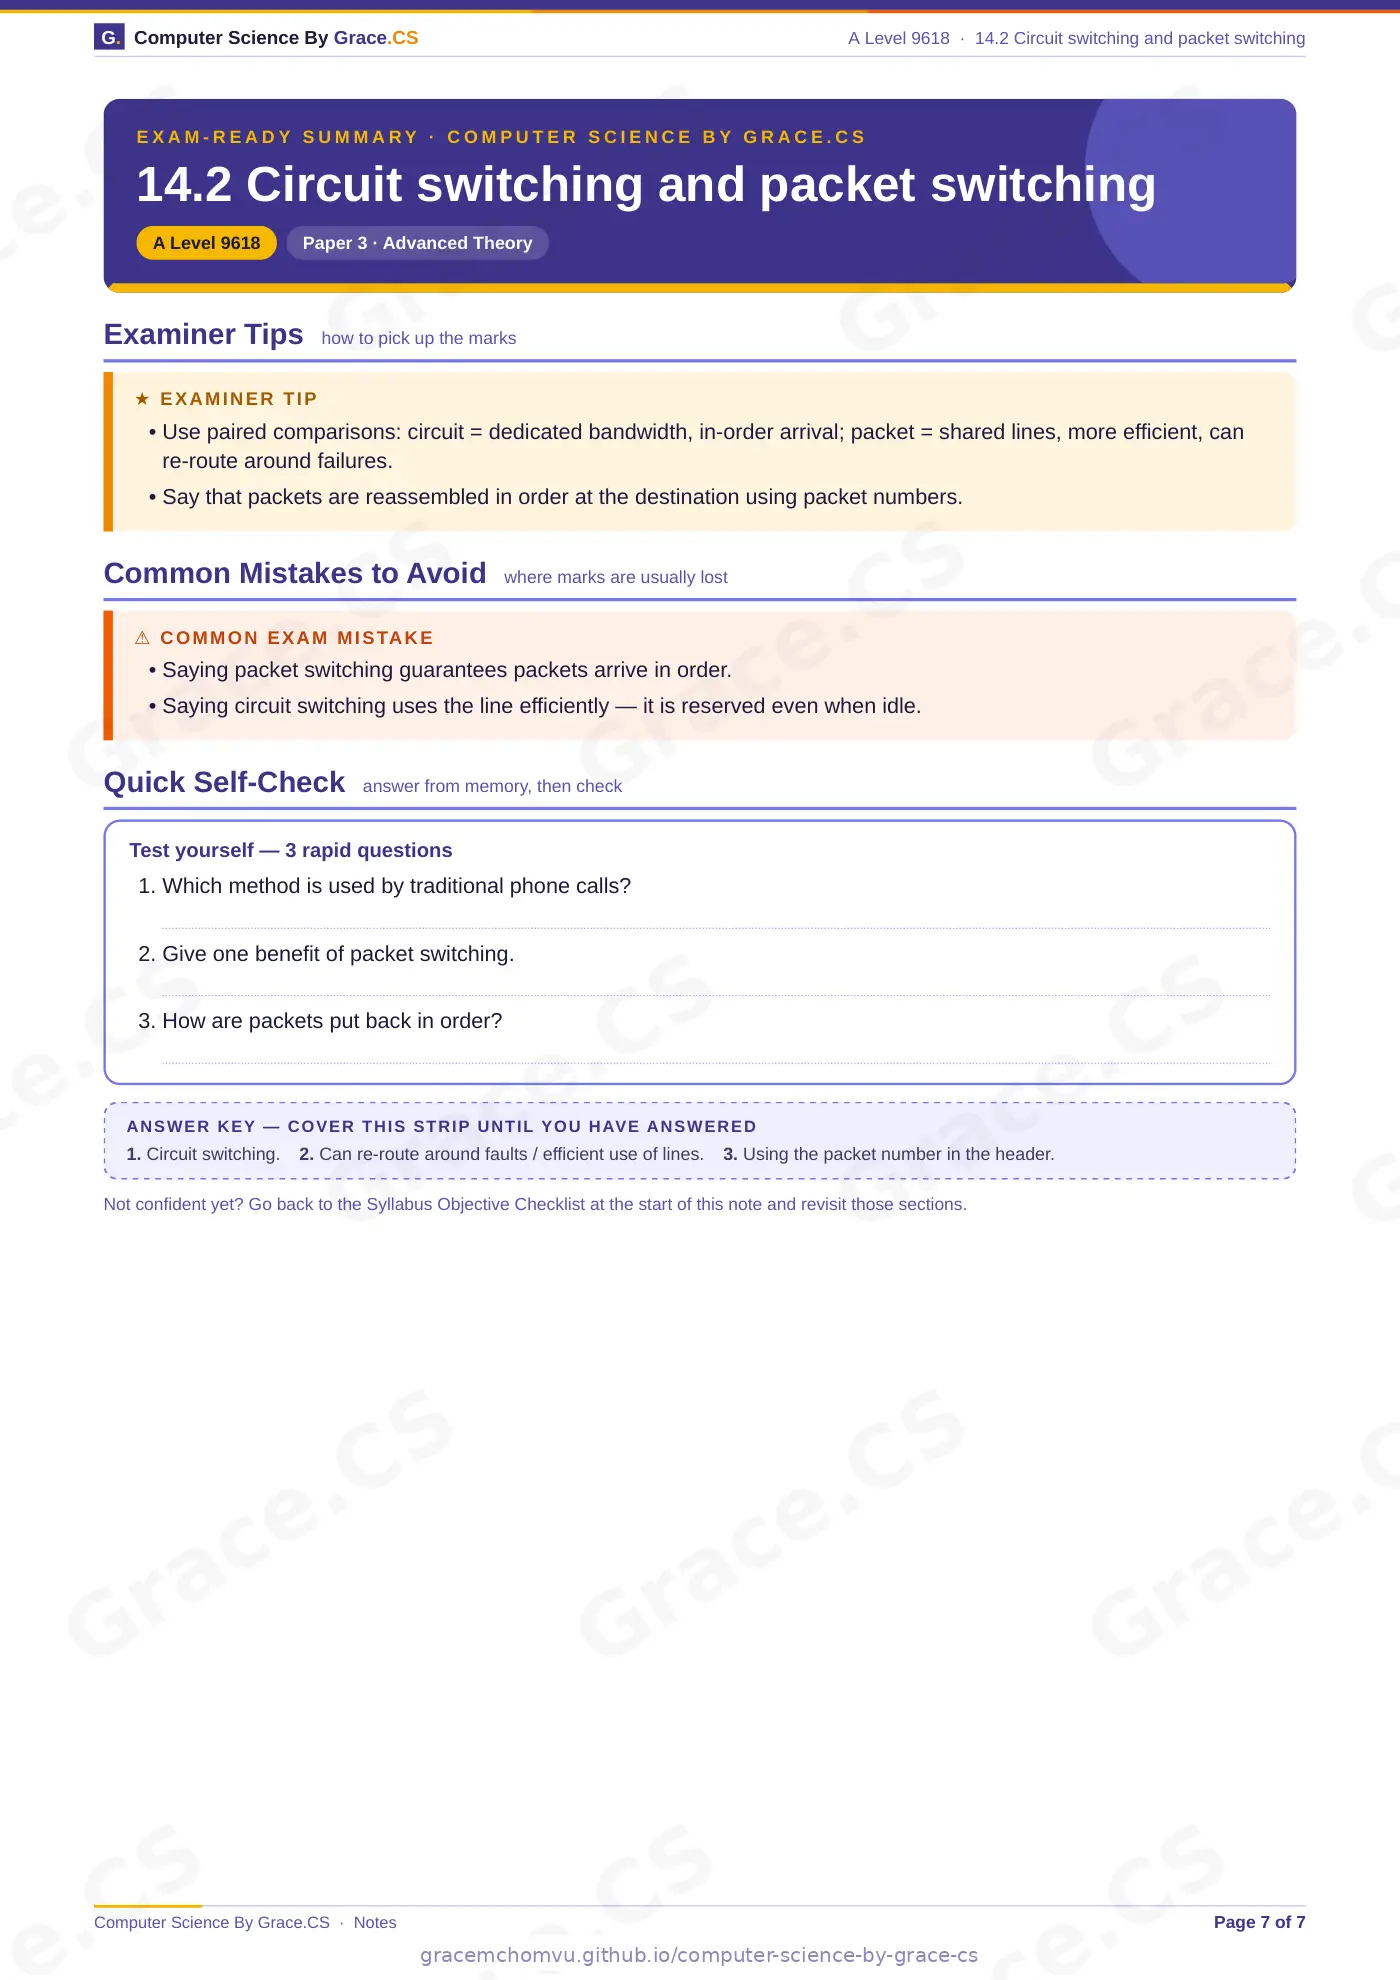 G. Computer Science By Grace.CS
A Level 9618 · 14.2 Circuit switching and packet switching
EXAM-READY SUMMARY · COMPUTER SCIENCE BY GRACE.CS
14.2 Circuit switching and packet switching
A Level 9618
Paper 3 · Advanced Theory
Examiner Tips how to pick up the marks
★ EXAMINER TIP
• Use paired comparisons: circuit = dedicated bandwidth, in-order arrival; packet = shared lines, more efficient, can
re-route around failures.
• Say that packets are reassembled in order at the destination using packet numbers.
Common Mistakes to Avoid where marks are usually lost
⚠ COMMON EXAM MISTAKE
• Saying packet switching guarantees packets arrive in order.
• Saying circuit switching uses the line efficiently — it is reserved even when idle.
Quick Self-Check answer from memory, then check
Test yourself — 3 rapid questions
1. Which method is used by traditional phone calls?
2. Give one benefit of packet switching.
3. How are packets put back in order?
ANSWER KEY — COVER THIS STRIP UNTIL YOU HAVE ANSWERED
1. Circuit switching. 2. Can re-route around faults / efficient use of lines. 3. Using the packet number in the header.
Not confident yet? Go back to the Syllabus Objective Checklist at the start of this note and revisit those sections.
Computer Science By Grace.CS · Notes
Page 7 of 7
gracemchomvu.github.io/computer-science-by-grace-cs